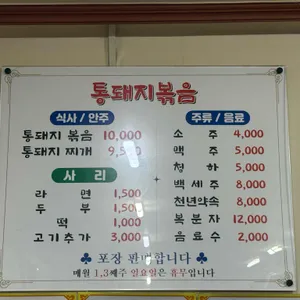 통돼지볶음
식사 / 안주
통돼지 볶음 10,000
통돼지 찌개 9,500
사 리
라 면 1,500
두 부 1,500
떡 1,000
고기추가 3,000
주류 / 음료
소 주 4,000
맥 주 5,000
청 하 5,000
백세주 8,000
천년약속 8,000
복분자 12,000
음료수 2,000
♣ 포장 판매합니다 ♣
매월 1,3째주 일요일은 휴무입니다